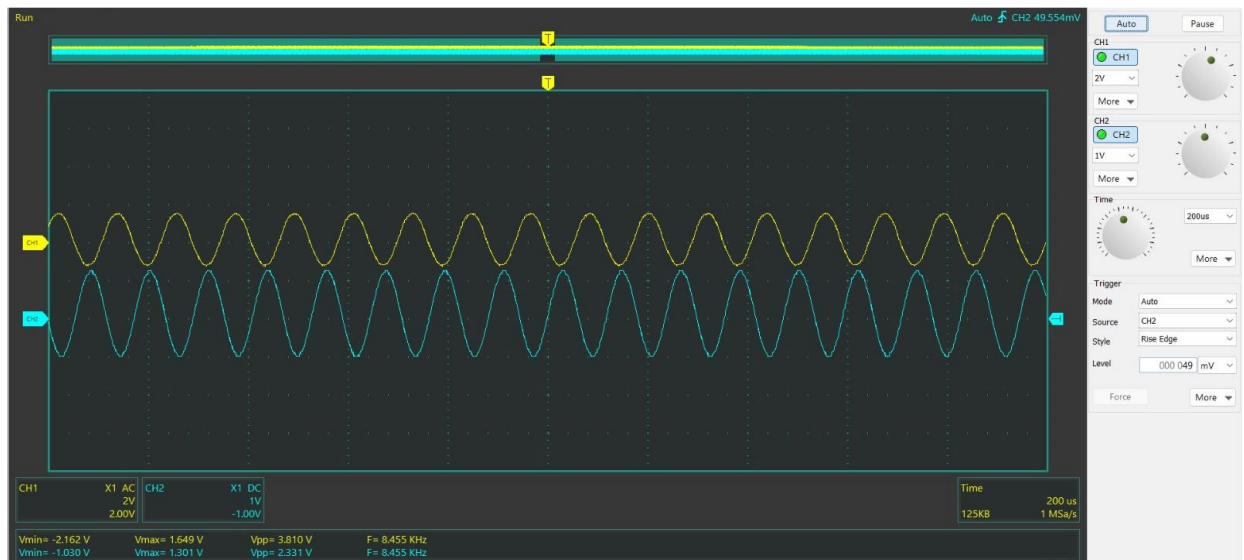 Run
Auto CH2 49.554mV
T
T
CH1
CH2
CH1 X1 AC
2V
2.00V
CH2 X1 DC
1V
-1.00V
Time
200 us
125KB 1 MSa/s
Vmin= -2.162 V Vmax= 1.649 V Vpp= 3.810 V F= 8.455 KHz
Vmin= -1.030 V Vmax= 1.301 V Vpp= 2.331 V F= 8.455 KHz
Auto Pause
CH1
CH1
2V
More
CH2
CH2
1V
More
Time
200us
More
Trigger
Mode Auto
Source CH2
Style Rise Edge
Level 000 049 mV
Force More